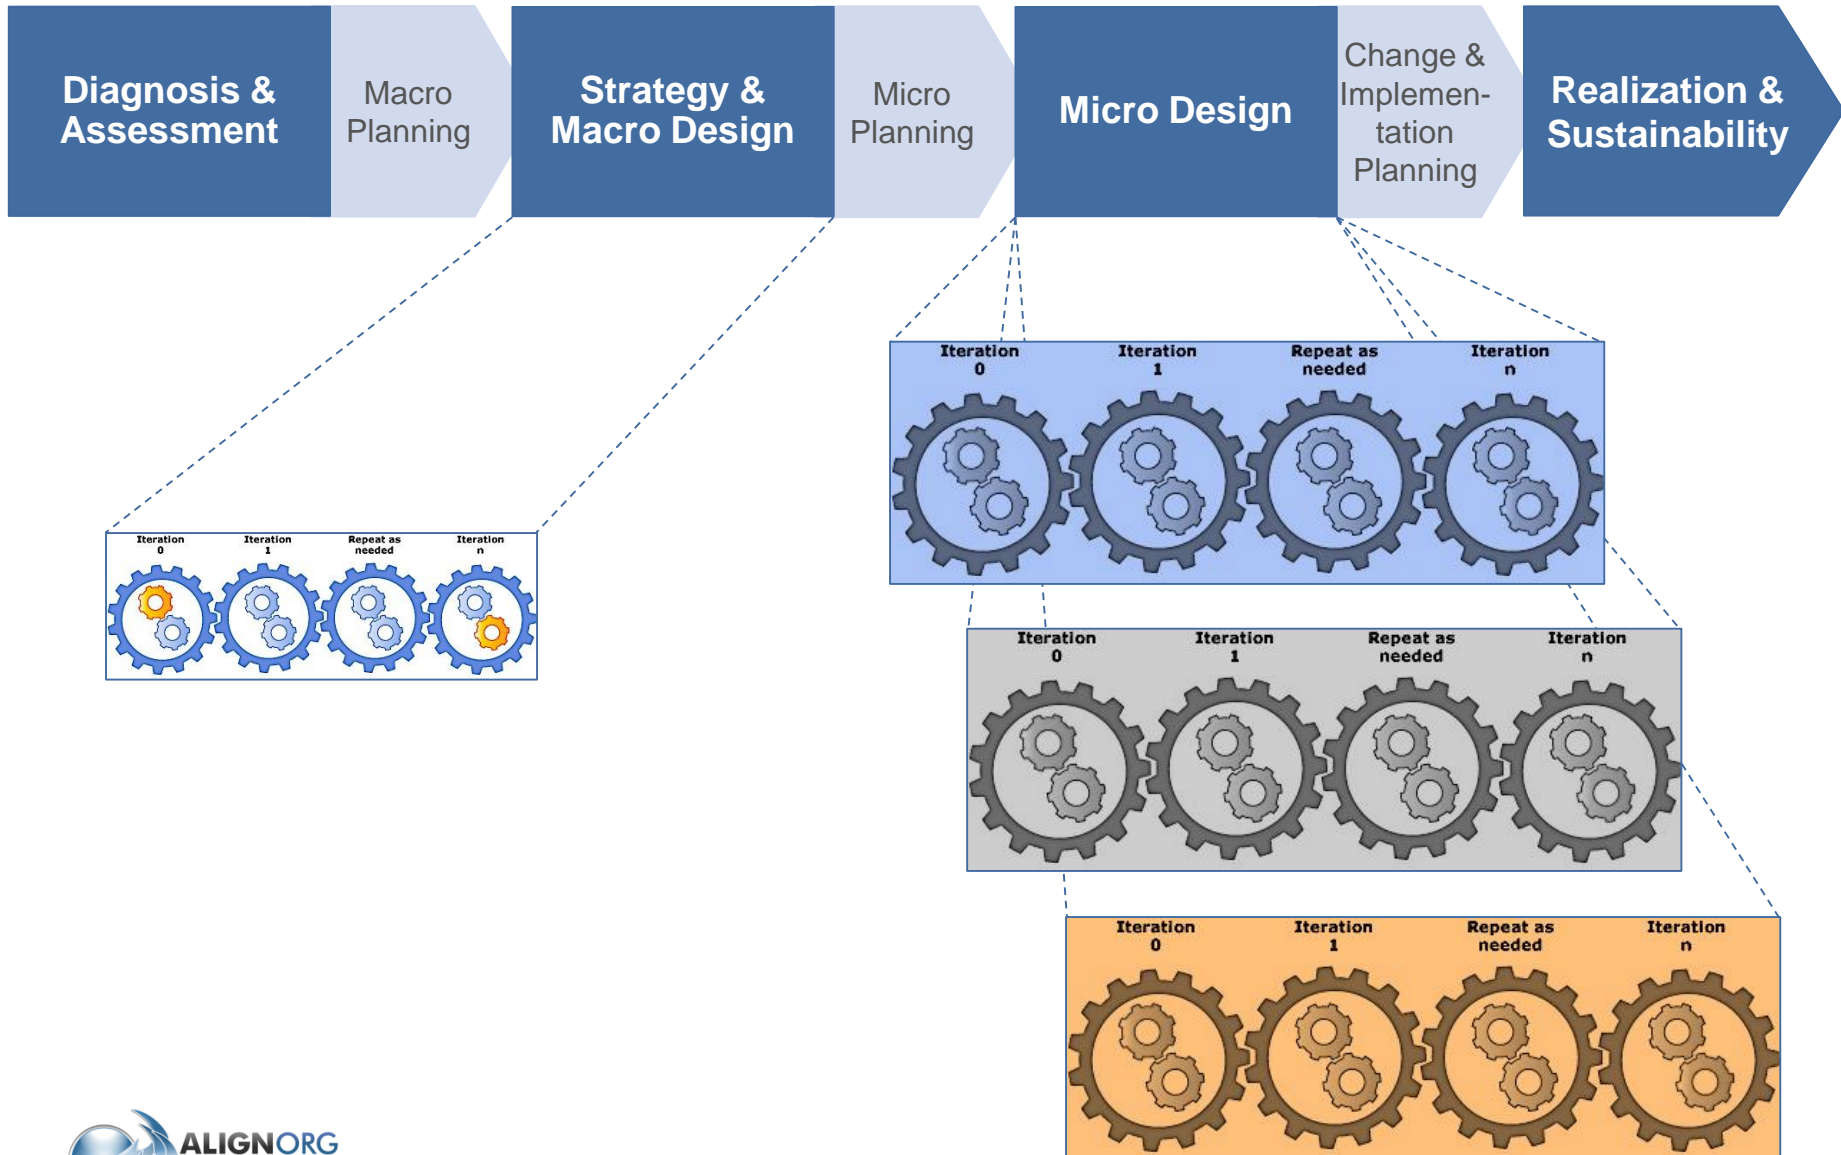 Diagnosis &
Assessment
Macro
Planning
Strategy &
Macro Design
Micro
Planning
Micro Design
Change &
Implemen-
tation
Planning
Realization &
Sustainability
Iteration
0
Iteration
1
Repeat as
needed
Iteration
n
Iteration
0
Iteration
1
Repeat as
needed
Iteration
n
Iteration
0
Iteration
1
Repeat as
needed
Iteration
n
Iteration
0
Iteration
1
Repeat as
needed
Iteration
n
ALIGNORG